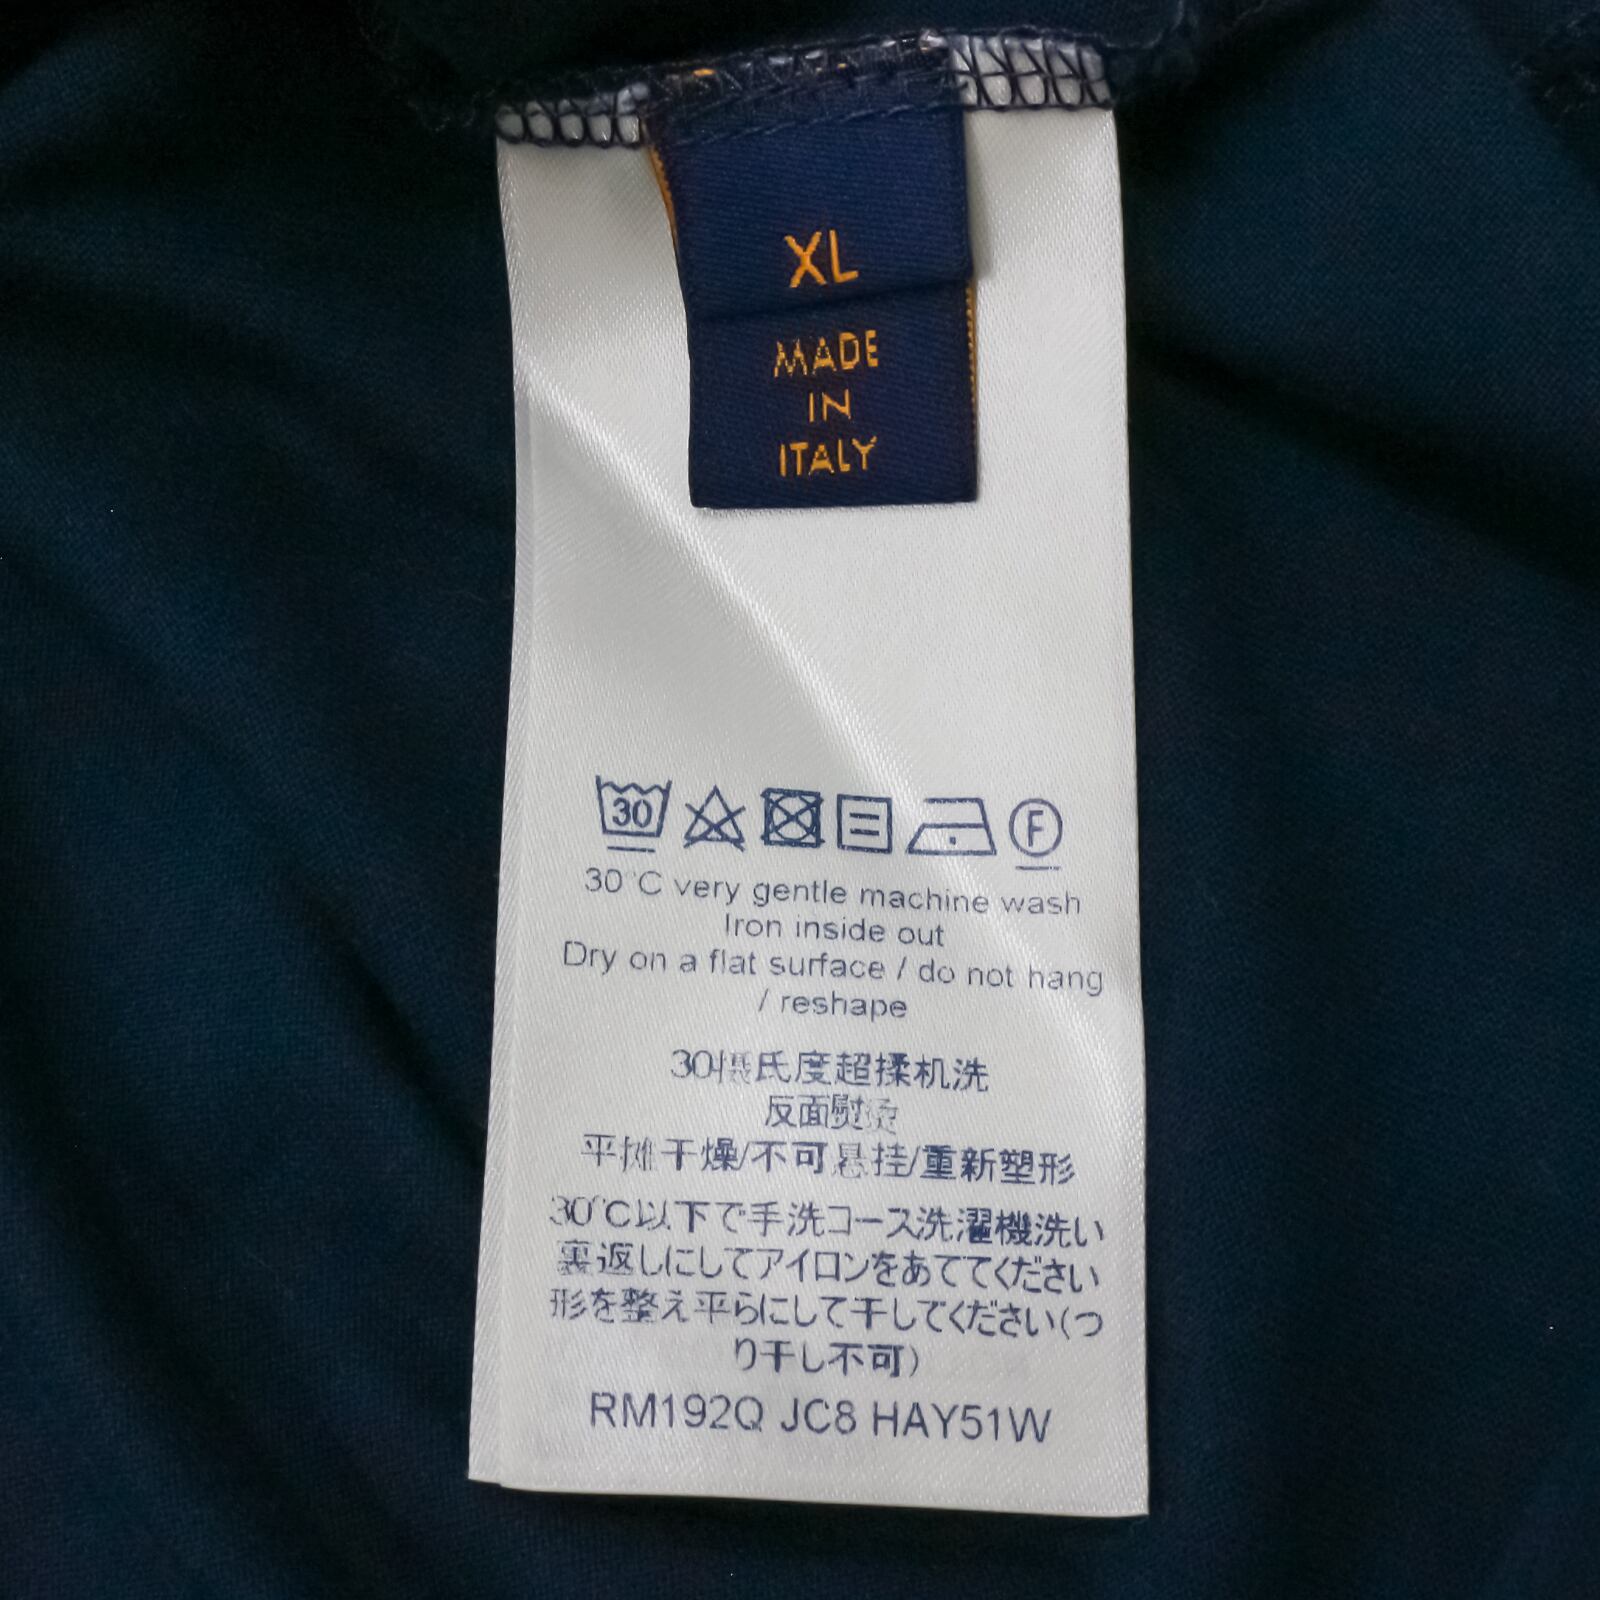 XL
MADE
IN
ITALY
30
F
30°C very gentle machine wash
Iron inside out
Dry on a flat surface / do not hang
/ reshape
30摄氏度超揉机洗
反面熨烫
平摊干燥/不可悬挂/重新塑形
30℃以下で手洗コース洗濯機洗い
裏返しにしてアイロンをあててください
形を整え平らにして干してください(つ
り干し不可)
RM192Q JC8 HAY51W